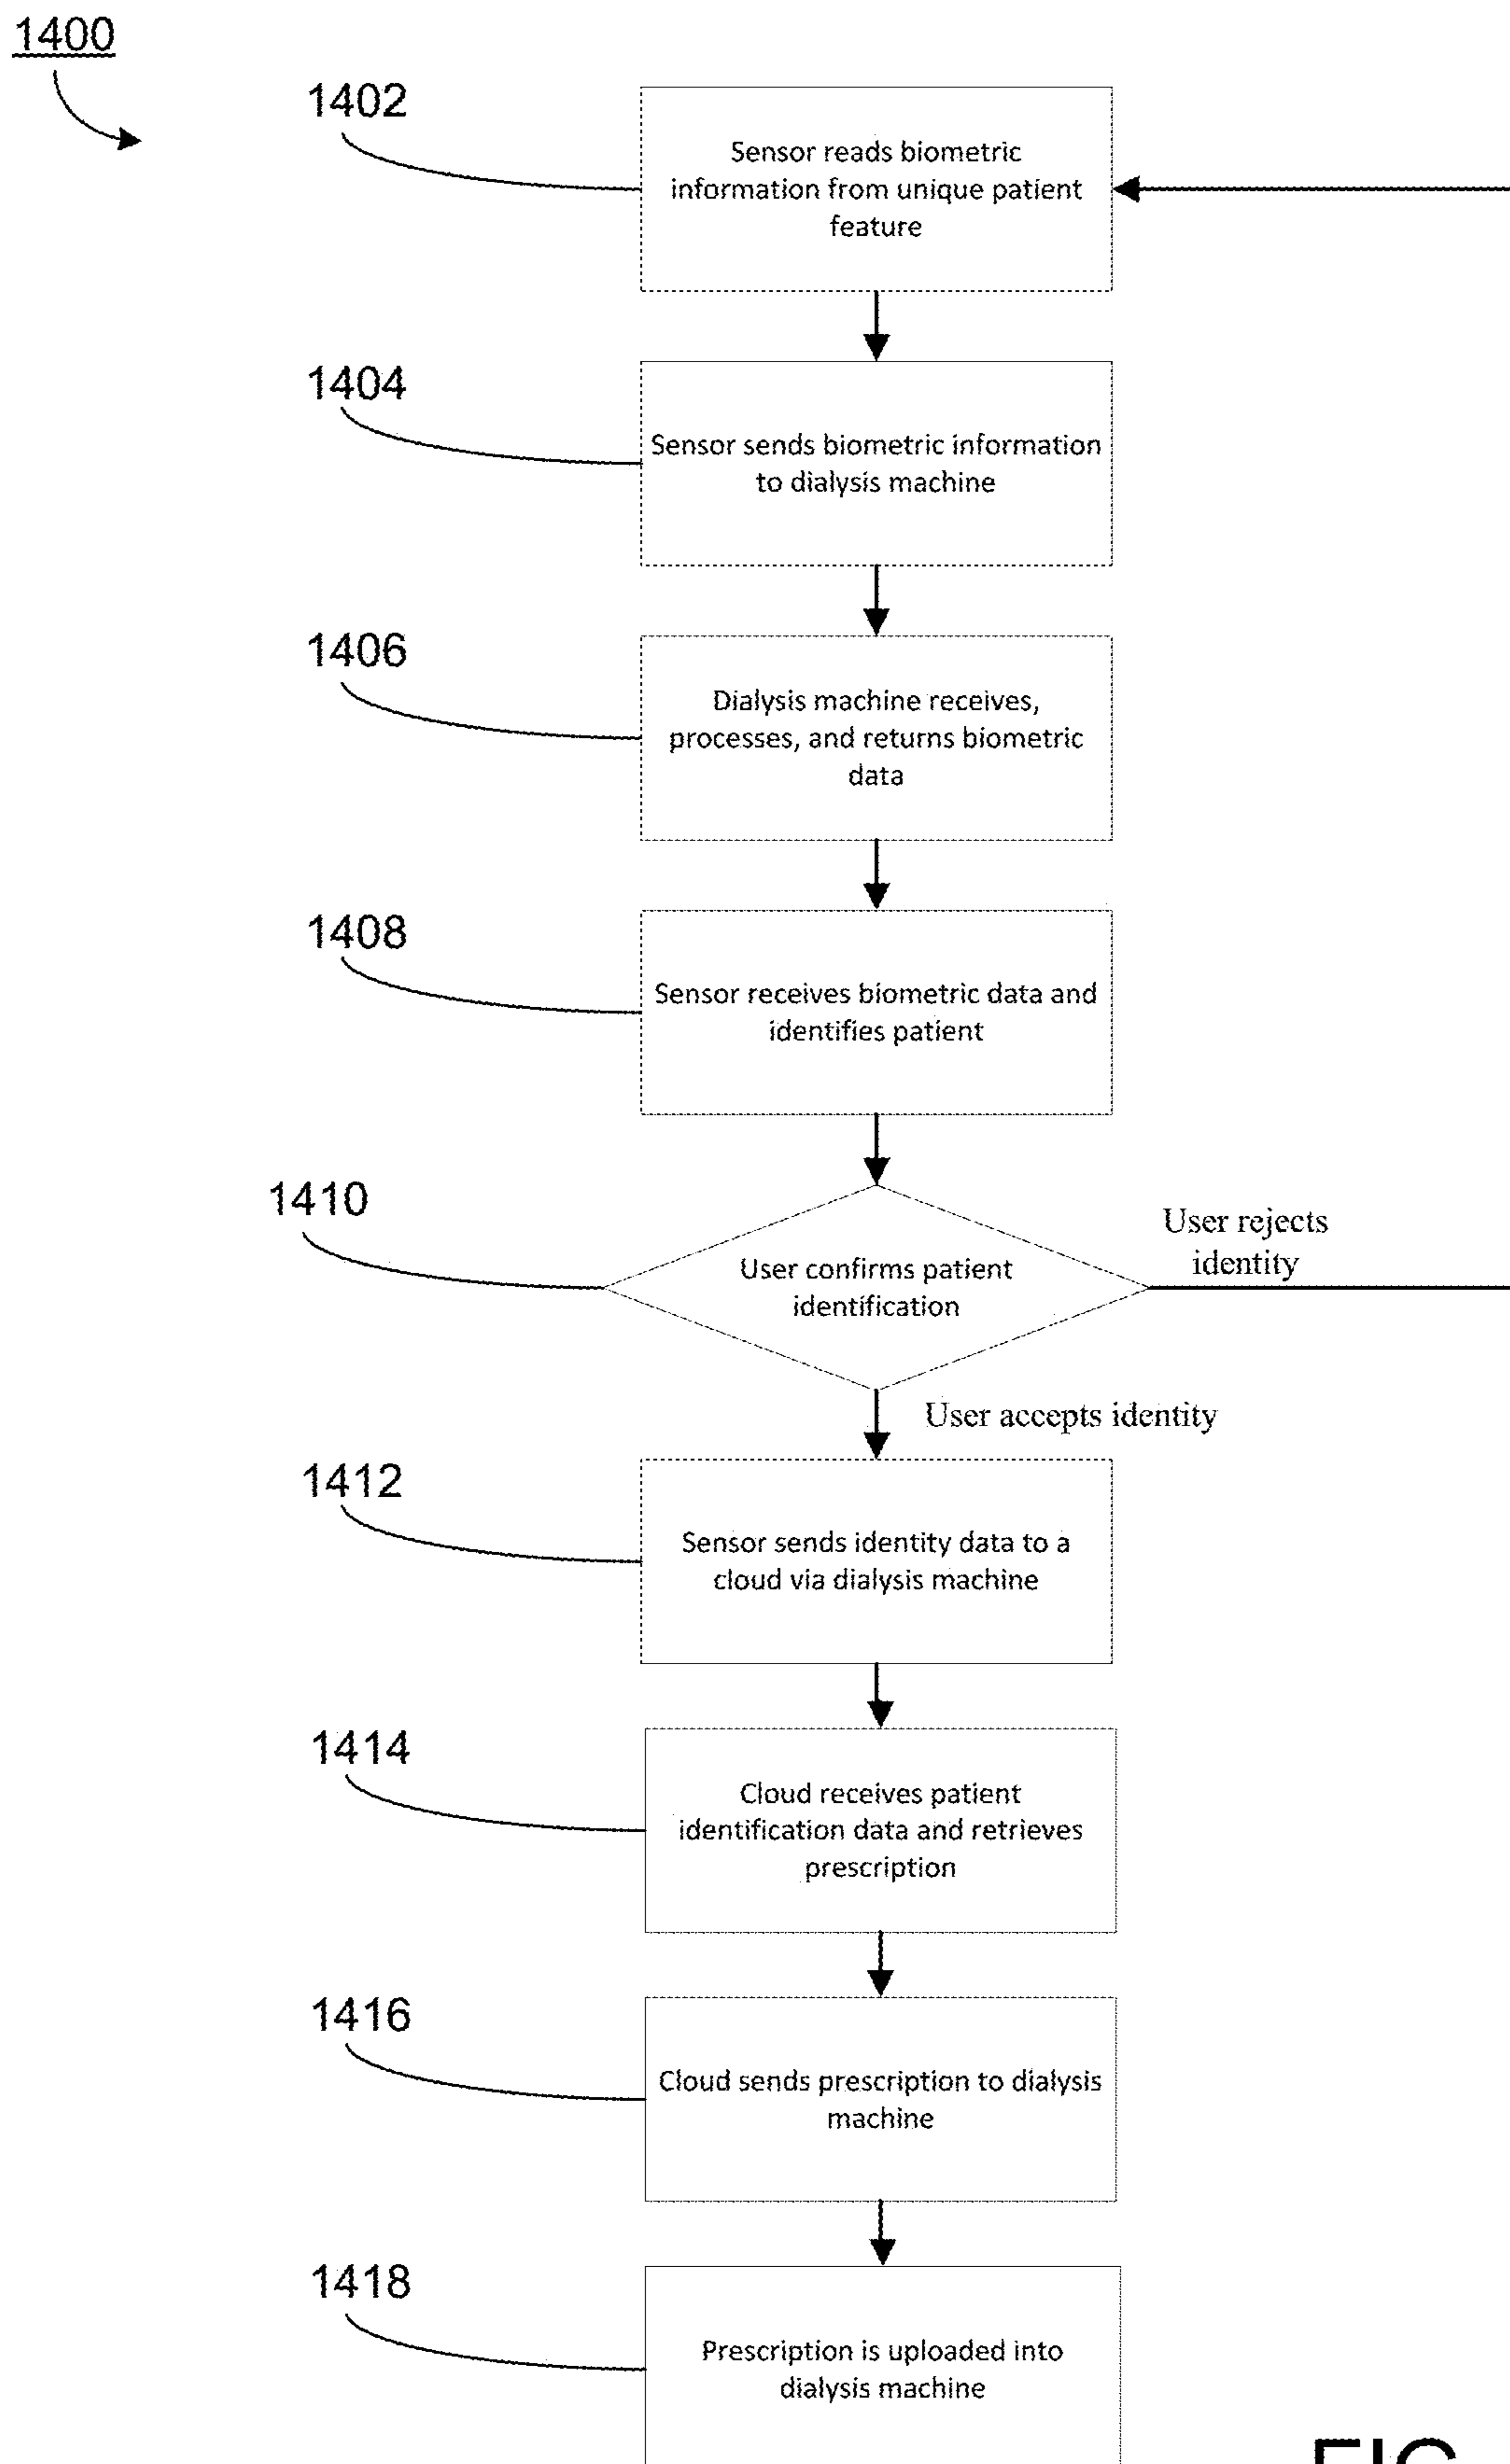 1400
1402
Sensor reads biometric
information from unique patient
feature
1404
Sensor sends biometric information
to dialysis machine
1406
Dialysis machine receives,
processes, and returns biometric
data
1408
Sensor receives biometric data and
identifies patient
1410
User confirms patient
identification
User rejects
identity
User accepts identity
1412
Sensor sends identity data to a
cloud via dialysis machine
1414
Cloud receives patient
identification data and retrieves
prescription
1416
Cloud sends prescription to dialysis
machine
1418
Prescription is uploaded into
dialysis machine
FIG